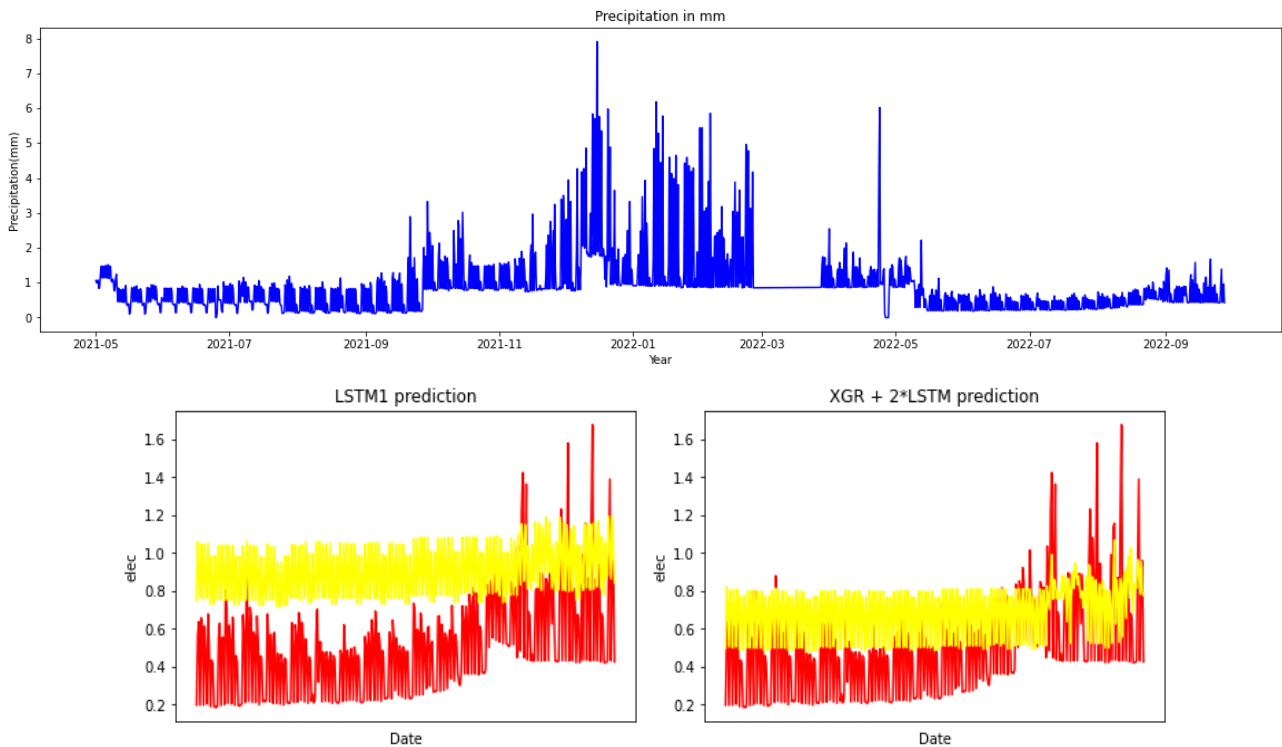 Precipitation in mm
Precipitation(mm)
8
7
6
5
4
3
2
1
0
2021-05 2021-07 2021-09 2021-11 2022-01 2022-03 2022-05 2022-07 2022-09
Year
LSTM1 prediction
elec
1.6
1.4
1.2
1.0
0.8
0.6
0.4
0.2
Date
XGR + 2*LSTM prediction
elec
1.6
1.4
1.2
1.0
0.8
0.6
0.4
0.2
Date